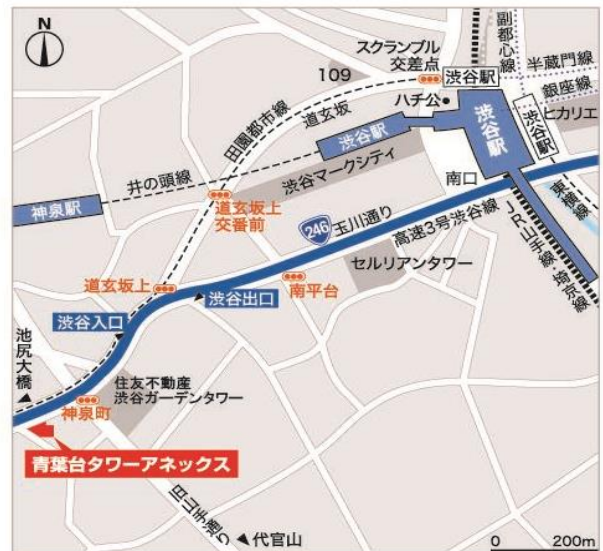 N
スクランブル
交差点
渋谷駅
副都心線
半蔵門線
銀座線
109
ハチ公
道玄坂
田園都市線
渋谷駅
渋谷駅
渋谷駅
ヒカリエ
井の頭線
渋谷マークシティ
南口
神泉駅
道玄坂上
交番前
246
玉川通り
高速3号渋谷線
東横線
JR山手線・埼京線
セルリアンタワー
道玄坂上
渋谷出口
南平台
渋谷入口
池尻大橋
住友不動産
渋谷ガーデンタワー
神泉町
青葉台タワーアネックス
旧山手通り
代官山
0 200m